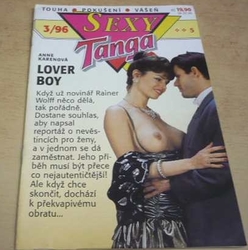 TOUHA • POKUŠENÍ • VÁŠEŇ
3/96
SEXY
Tanga
ANNE
KARENOVÁ
LOVER
BOY
Když už novinář Rainer
Wolff něco dělá,
tak pořádně.
Dostane souhlas,
aby napsal
reportáž o nevěs-
tincích pro ženy,
a v jednom se dá
zaměstnat. Jeho pří-
běh musí být přece
co nejautentičtější!
Ale když chce
skončit, dochází
k překvapivému
obratu...